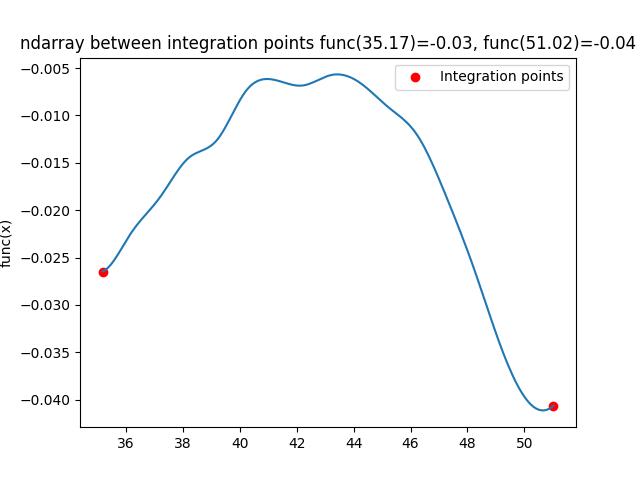 ndarray between integration points func(35.17)=-0.03, func(51.02)=-0.04
Integration points
func(x)
−0.005
−0.010
−0.015
−0.020
−0.025
−0.030
−0.035
−0.040
36 38 40 42 44 46 48 50